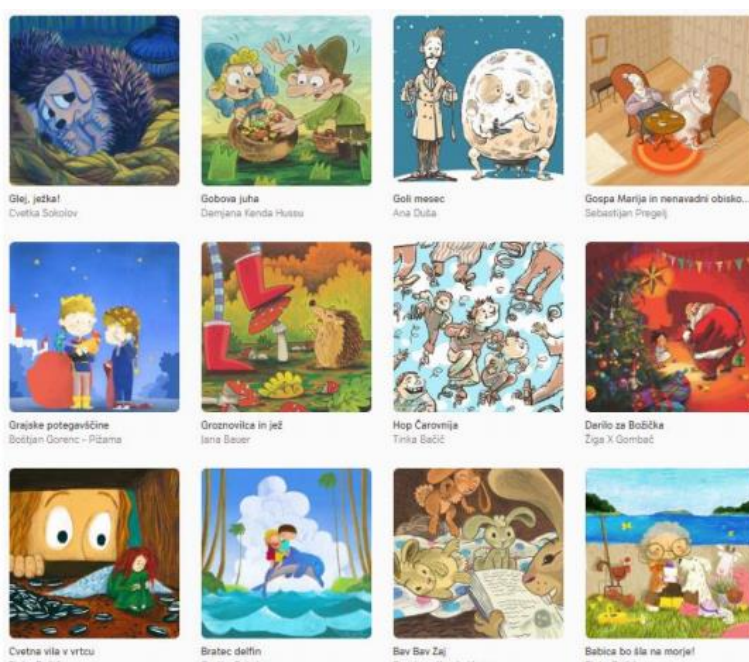 Glej, ježka!
Cvetka Sokolov
Gobova juha
Damjana Kenda Hussu
Goli mesec
Ana Duša
Gospa Marija in nenavadni obisko...
Sebastijan Pregelj
Grajske potegavščine
Boštjan Gorenc - Pižama
Groznovilca in jež
Jana Bauer
Hop Čarovnija
Tinka Bačič
Darilo za Božička
Žiga X Gombač
Cvetna vila v vrtcu
Bratec delfin
Bav Bav Zaj
Babica bo šla na morje!